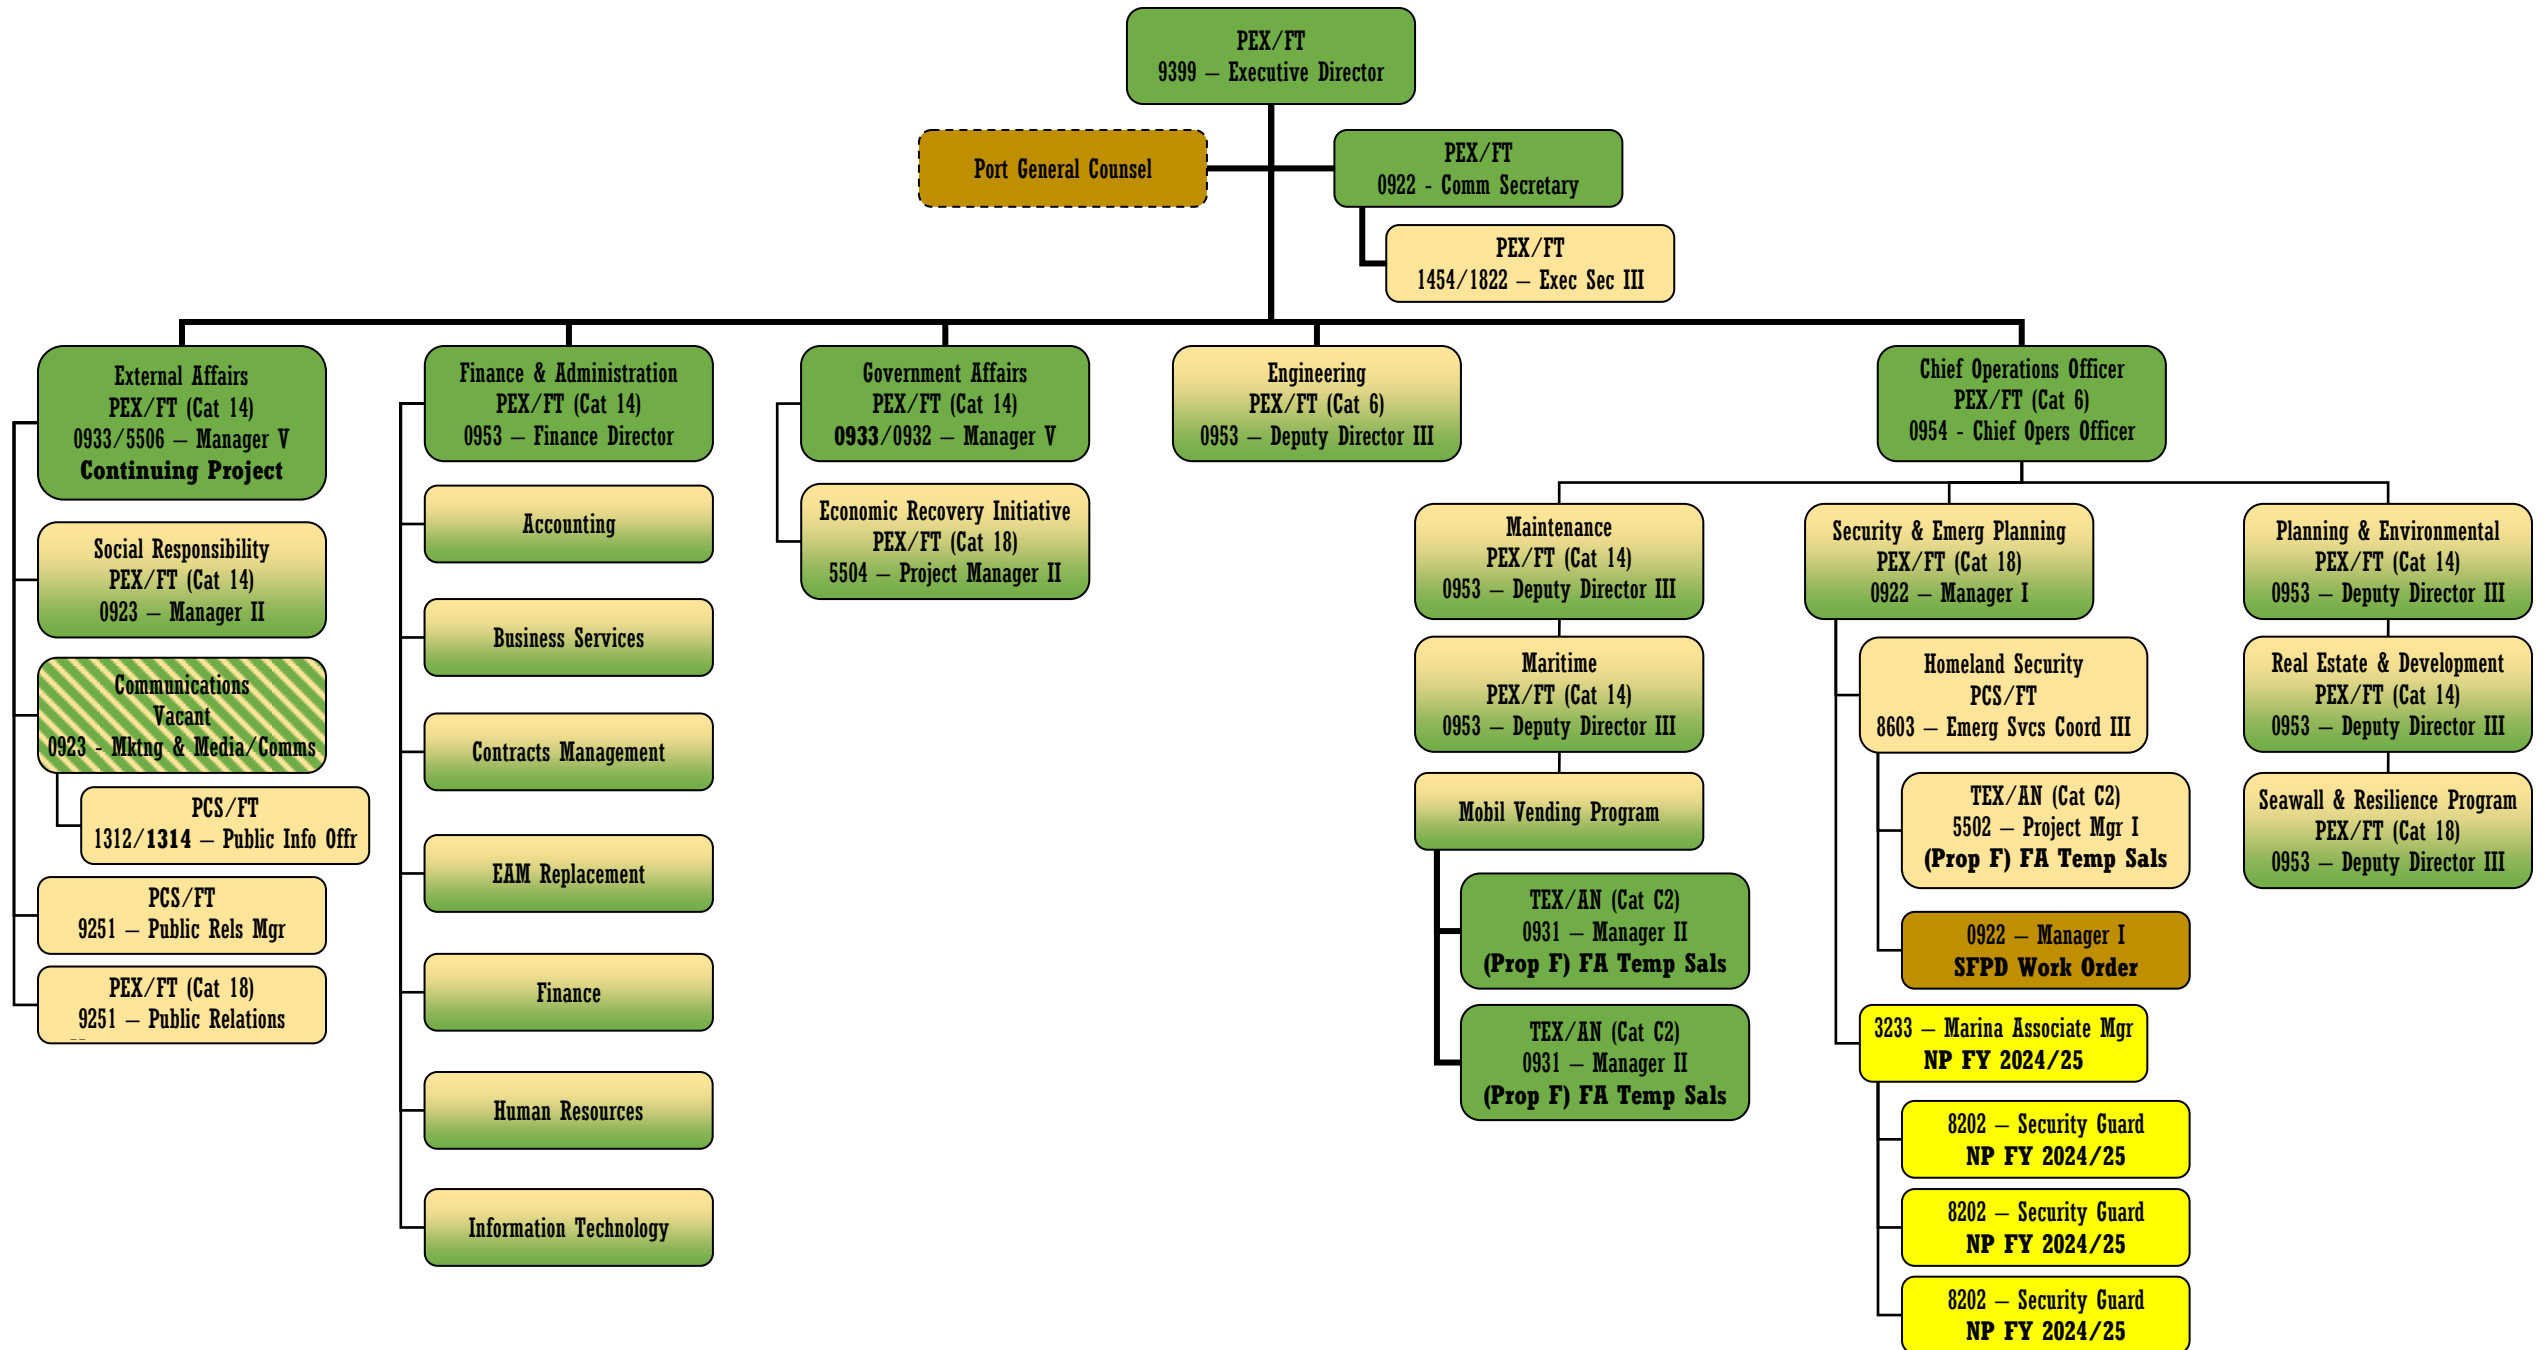 PEX/FT
9399 – Executive Director
Port General Counsel
PEX/FT
0922 - Comm Secretary
PEX/FT
1454/1822 – Exec Sec III
External Affairs
PEX/FT (Cat 14)
0933/5506 – Manager V
Continuing Project
Social Responsibility
PEX/FT (Cat 14)
0923 – Manager II
Communications
Vacant
0923 - Mktng & Media/Comms
PCS/FT
1312/1314 – Public Info Offr
PCS/FT
9251 – Public Rels Mgr
PEX/FT (Cat 18)
9251 – Public Relations
Finance & Administration
PEX/FT (Cat 14)
0953 – Finance Director
Accounting
Business Services
Contracts Management
EAM Replacement
Finance
Human Resources
Information Technology
Government Affairs
PEX/FT (Cat 14)
0933/0932 – Manager V
Economic Recovery Initiative
PEX/FT (Cat 18)
5504 – Project Manager II
Engineering
PEX/FT (Cat 6)
0953 – Deputy Director III
Chief Operations Officer
PEX/FT (Cat 6)
0954 - Chief Opers Officer
Maintenance
PEX/FT (Cat 14)
0953 – Deputy Director III
Maritime
PEX/FT (Cat 14)
0953 – Deputy Director III
Mobil Vending Program
TEX/AN (Cat C2)
0931 – Manager II
(Prop F) FA Temp Sals
TEX/AN (Cat C2)
0931 – Manager II
(Prop F) FA Temp Sals
Security & Emerg Planning
PEX/FT (Cat 18)
0922 – Manager I
Homeland Security
PCS/FT
8603 – Emerg Svcs Coord III
TEX/AN (Cat C2)
5502 – Project Mgr I
(Prop F) FA Temp Sals
0922 – Manager I
SFPD Work Order
3233 – Marina Associate Mgr
NP FY 2024/25
8202 – Security Guard
NP FY 2024/25
8202 – Security Guard
NP FY 2024/25
8202 – Security Guard
NP FY 2024/25
Planning & Environmental
PEX/FT (Cat 14)
0953 – Deputy Director III
Real Estate & Development
PEX/FT (Cat 14)
0953 – Deputy Director III
Seawall & Resilience Program
PEX/FT (Cat 18)
0953 – Deputy Director III